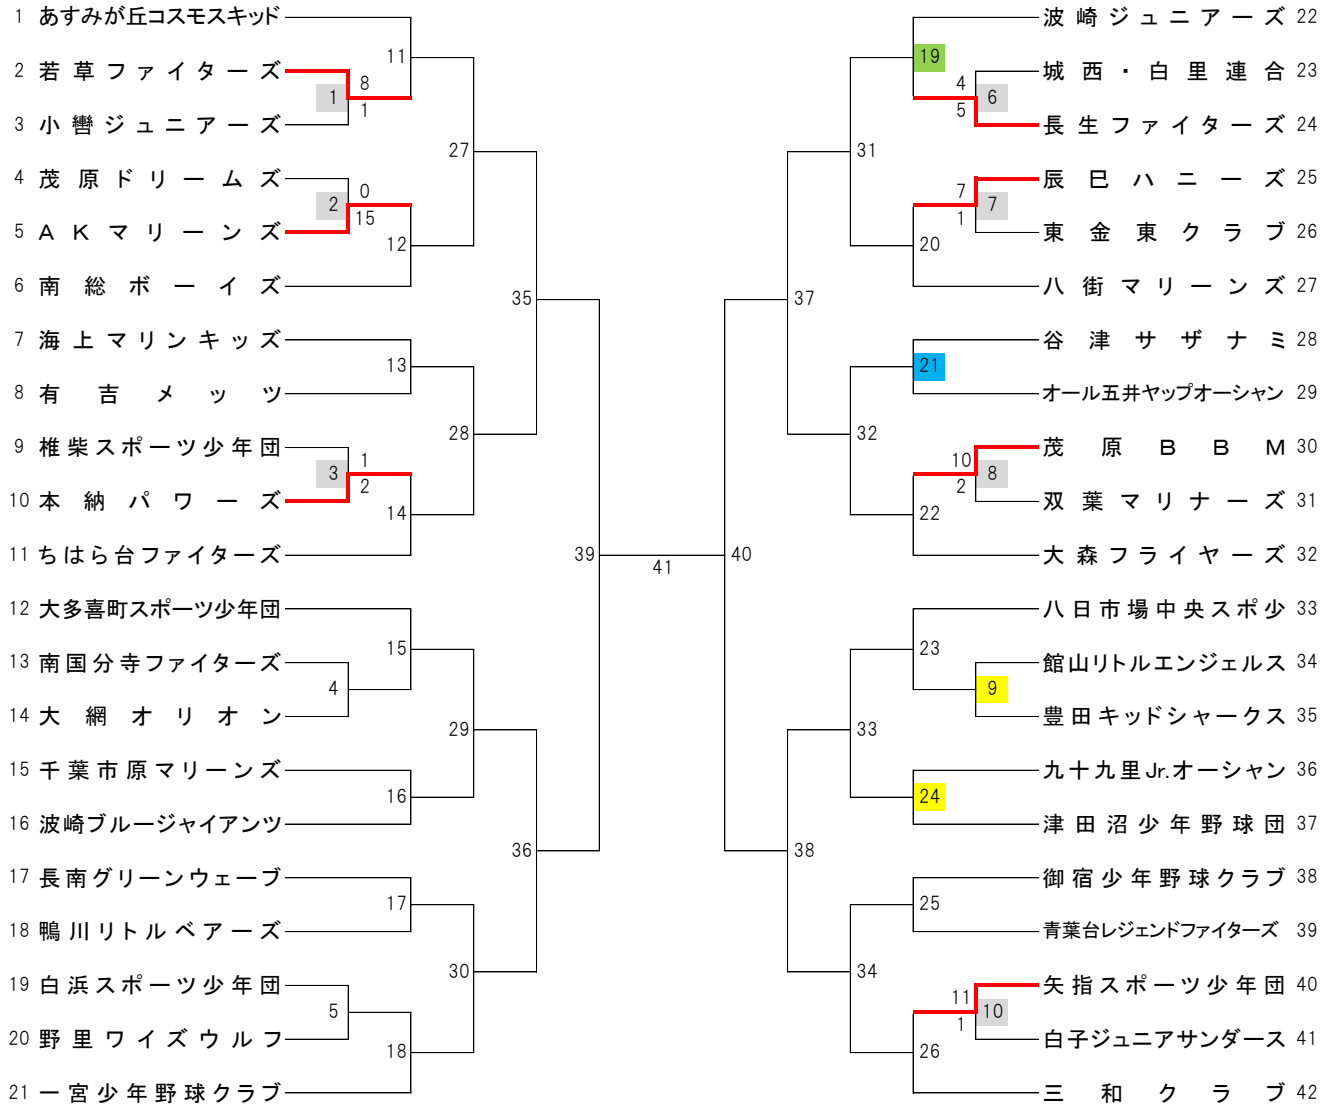 1 あすみが丘コスモスキッド
2 若草ファイターズ
3 小轡ジュニアーズ
4 茂原ドリームズ
5 AKマリーンズ
6 南総ボーイズ
7 海上マリンキッズ
8 有吉メッツ
9 椎柴スポーツ少年団
10 本納パワーズ
11 ちはら台ファイターズ
12 大多喜町スポーツ少年団
13 南国分寺ファイターズ
14 大網オリオン
15 千葉市原マリーンズ
16 波崎ブルージャイアンツ
17 長南グリーンウェーブ
18 鴨川リトルベアーズ
19 白浜スポーツ少年団
20 野里ワイズウルフ
21 一宮少年野球クラブ
1
8
1
2
0
15
3
1
2
4
5
11
12
13
14
15
16
17
18
27
28
29
30
35
36
39
41
40
37
38
31
32
33
34
19
20
21
22
23
24
25
26
4
5
6
7
1
7
10
2
8
9
11
1
10
波崎ジュニアーズ 22
城西・白里連合 23
長生ファイターズ 24
辰巳ハニーズ 25
東金東クラブ 26
八街マリーンズ 27
谷津サザナミ 28
オール五井ヤップオーシャン 29
茂原BBM 30
双葉マリナーズ 31
大森フライヤーズ 32
八日市場中央スポ少 33
館山リトルエンジェルス 34
豊田キッドシャークス 35
九十九里Jr.オーシャン 36
津田沼少年野球団 37
御宿少年野球クラブ 38
青葉台レジェンドファイターズ 39
矢指スポーツ少年団 40
白子ジュニアサンダース 41
三和クラブ 42